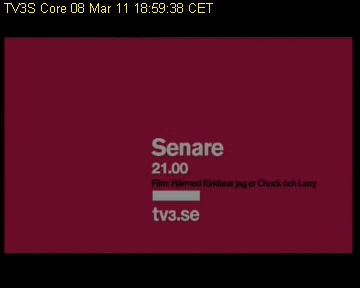 TV3S Core 08 Mar 11 18:59:38 CET
Senare
21.00
Film: Härmed förklarar jag er Chuck och Larry
tv3.se